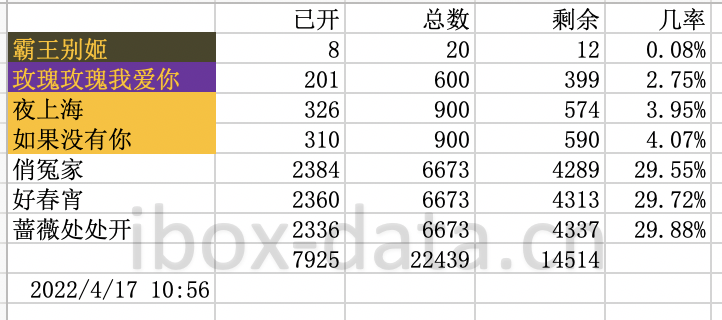 已开 总数 剩余 几率
霸王别姬 8 20 12 0.08%
玫瑰玫瑰我爱你 201 600 399 2.75%
夜上海 326 900 574 3.95%
如果没有你 310 900 590 4.07%
俏冤家 2384 6673 4289 29.55%
好春宵 2360 6673 4313 29.72%
蔷薇处处开 2336 6673 4337 29.88%
ibox-data.cn
7925 22439 14514
2022/4/17 10:56